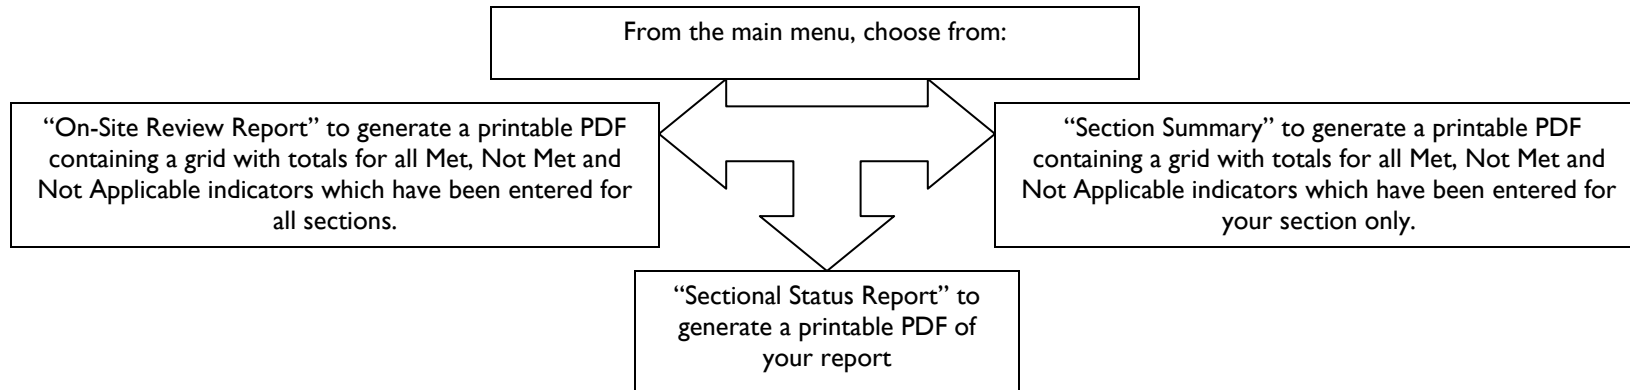 From the main menu, choose from:
“On-Site Review Report” to generate a printable PDF
containing a grid with totals for all Met, Not Met and
Not Applicable indicators which have been entered for
all sections.
“Section Summary” to generate a printable PDF
containing a grid with totals for all Met, Not Met and
Not Applicable indicators which have been entered for
your section only.
“Sectional Status Report” to
generate a printable PDF of
your report